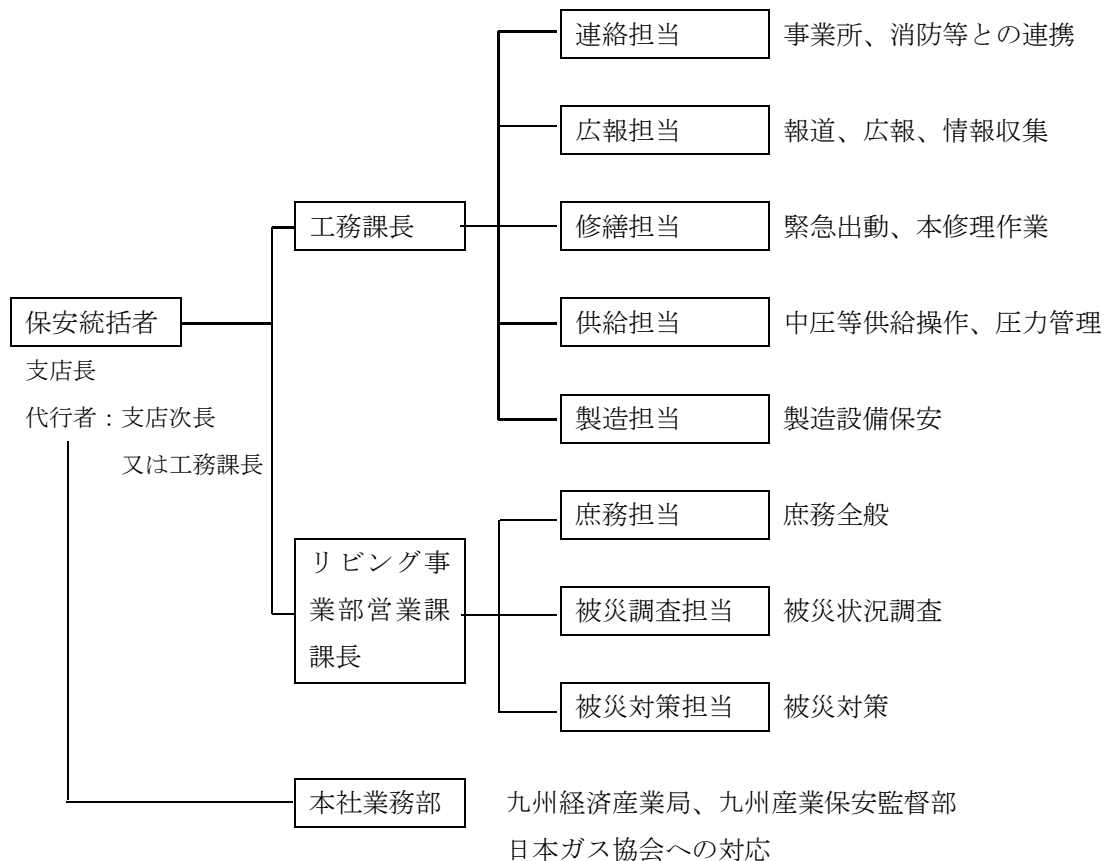 連絡担当 事業所、消防等との連携
広報担当 報道、広報、情報収集
工務課長 修繕担当 緊急出動、本修理作業
保安統括者 供給担当 中圧等供給操作、圧力管理
支店長
代行者：支店次長 製造担当 製造設備保安
又は工務課長
庶務担当 庶務全般
リビング事
業部営業課 被災調査担当 被災状況調査
課長
被災対策担当 被災対策
本社業務部 九州経済産業局、九州産業保安監督部
日本ガス協会への対応